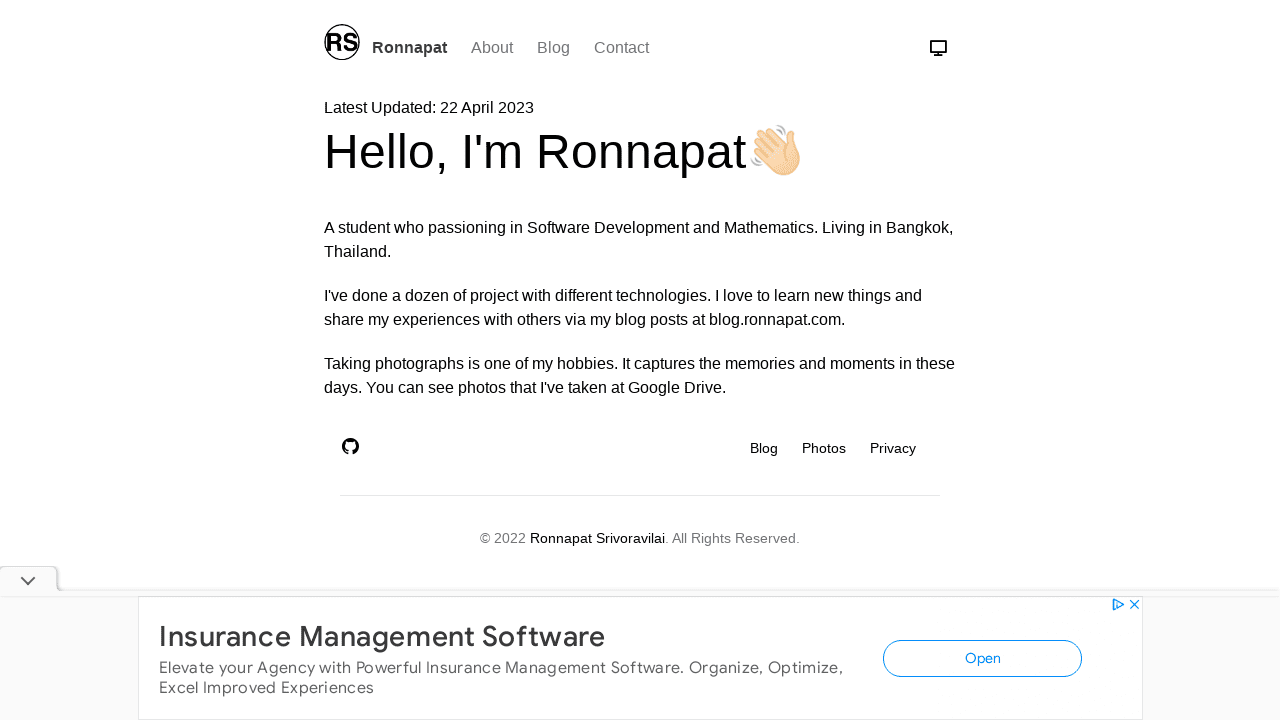 RS
Ronnapat About Blog Contact
Latest Updated: 22 April 2023
Hello, I'm Ronnapat👋🏻
A student who passioning in Software Development and Mathematics. Living in Bangkok,
Thailand.
I've done a dozen of project with different technologies. I love to learn new things and
share my experiences with others via my blog posts at blog.ronnapat.com.
Taking photographs is one of my hobbies. It captures the memories and moments in these
days. You can see photos that I've taken at Google Drive.
Blog Photos Privacy
© 2022 Ronnapat Srivoravilai. All Rights Reserved.
Insurance Management Software
Elevate your Agency with Powerful Insurance Management Software. Organize, Optimize,
Excel Improved Experiences
Open